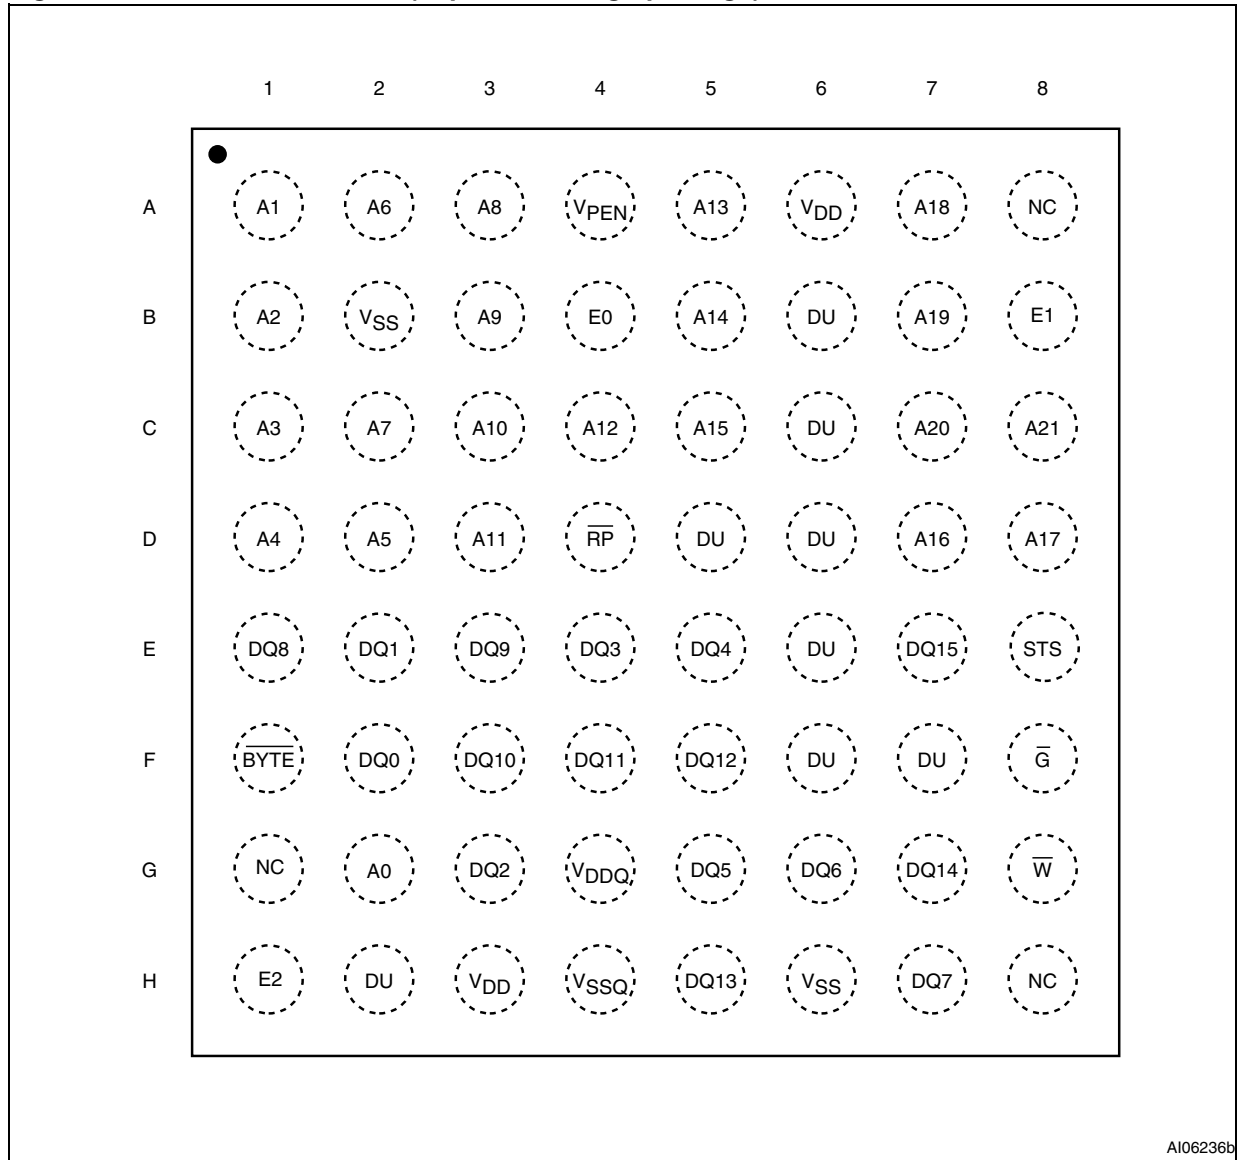 1 2 3 4 5 6 7 8
A A1 A6 A8 VPEN A13 VDD A18 NC
B A2 VSS A9 E0 A14 DU A19 E1
C A3 A7 A10 A12 A15 DU A20 A21
D A4 A5 A11 R̅P̅ DU DU A16 A17
E DQ8 DQ1 DQ9 DQ3 DQ4 DU DQ15 STS
F B̅Y̅T̅E̅ DQ0 DQ10 DQ11 DQ12 DU DU G̅
G NC A0 DQ2 VDDQ DQ5 DQ6 DQ14 W̅
H E2 DU VDD VSSQ DQ13 VSS DQ7 NC
AI06236b